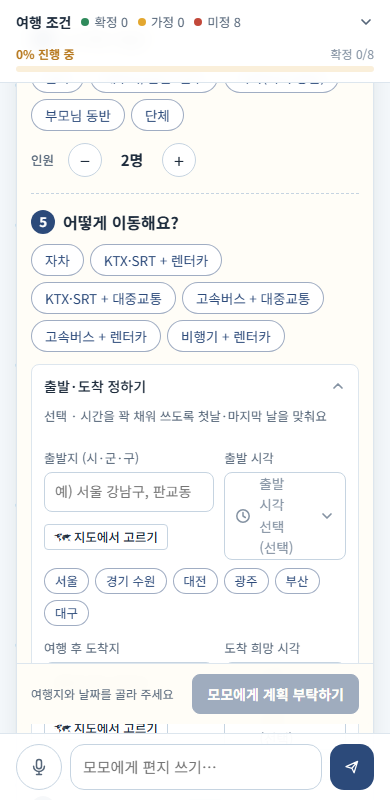 여행 조건 확정 0 가정 0 미정 8
0% 진행 중 확정 0/8
부모님 동반 단체
인원 − 2명 +
5 어떻게 이동해요?
자차 KTX·SRT + 렌터카
KTX·SRT + 대중교통 고속버스 + 대중교통
고속버스 + 렌터카 비행기 + 렌터카
출발·도착 정하기
선택 · 시간을 꽉 채워 쓰도록 첫날·마지막 날을 맞춰요
출발지 (시·군·구) 출발 시각
예) 서울 강남구, 판교동
출발
시각
선택
(선택)
지도에서 고르기
서울 경기 수원 대전 광주 부산
대구
여행 후 도착지 도착 희망 시각
여행지와 날짜를 골라 주세요 모모에게 계획 부탁하기
지도에서 고르기
모모에게 편지 쓰기…